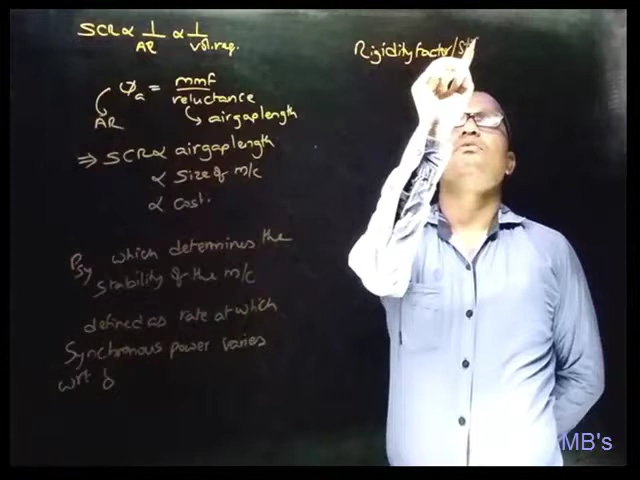 SCR ∝ 1/AR ∝ 1/Vol.reg.
φa = mmf/reluctance
AR
airgaplength
⇒ SCR ∝ airgaplength
∝ Size of m/c
∝ Cost.
Psy which determines the
stability of the m/c
defined as rate at which
Synchronous power varies
wrt δ
Rigidity Factor/
MB's